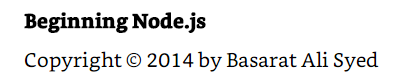 Beginning Node.js
Copyright © 2014 by Basarat Ali Syed